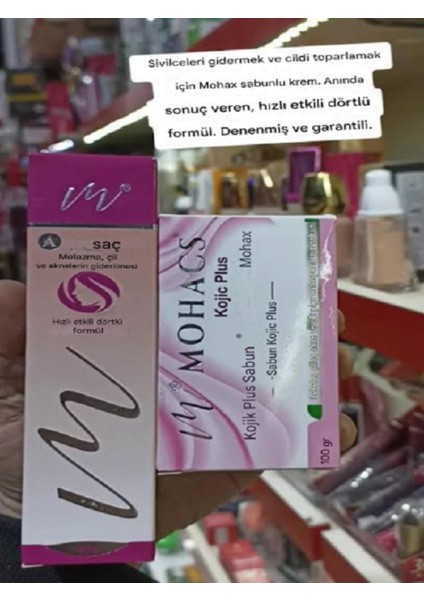 Sivilceleri gidermek ve cildi toparlamak
için Mohax sabunlu krem. Anında
sonuç veren, hızlı etkili dörtlü
formül. Denenmiş ve garantili.
A
saç
Melazma, çil
ve aknelerin giderilmesi
Hızlı etkili dörtlü
formül
MOHACS
Kojic Plus
Mohax
Kojik Plus Sabun
Sabun Kojic Plus
100 gr